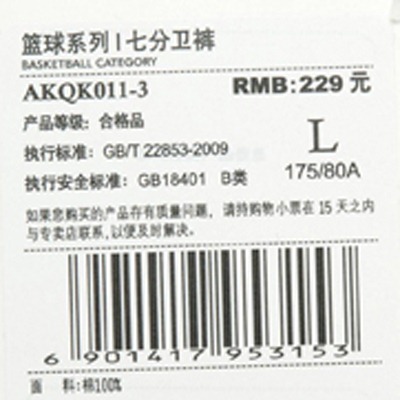 篮球系列 | 七分卫裤
BASKETBALL CATEGORY
AKQK011-3 RMB:229 元
产品等级：合格品
执行标准：GB/T 22853-2009 L
执行安全标准：GB18401 B类 175/80A
如果您购买的产品存有质量问题，请持购物小票在 15 天之内
与专卖店联系,以便及时解决。
6 901417 953153
面 料:棉100%